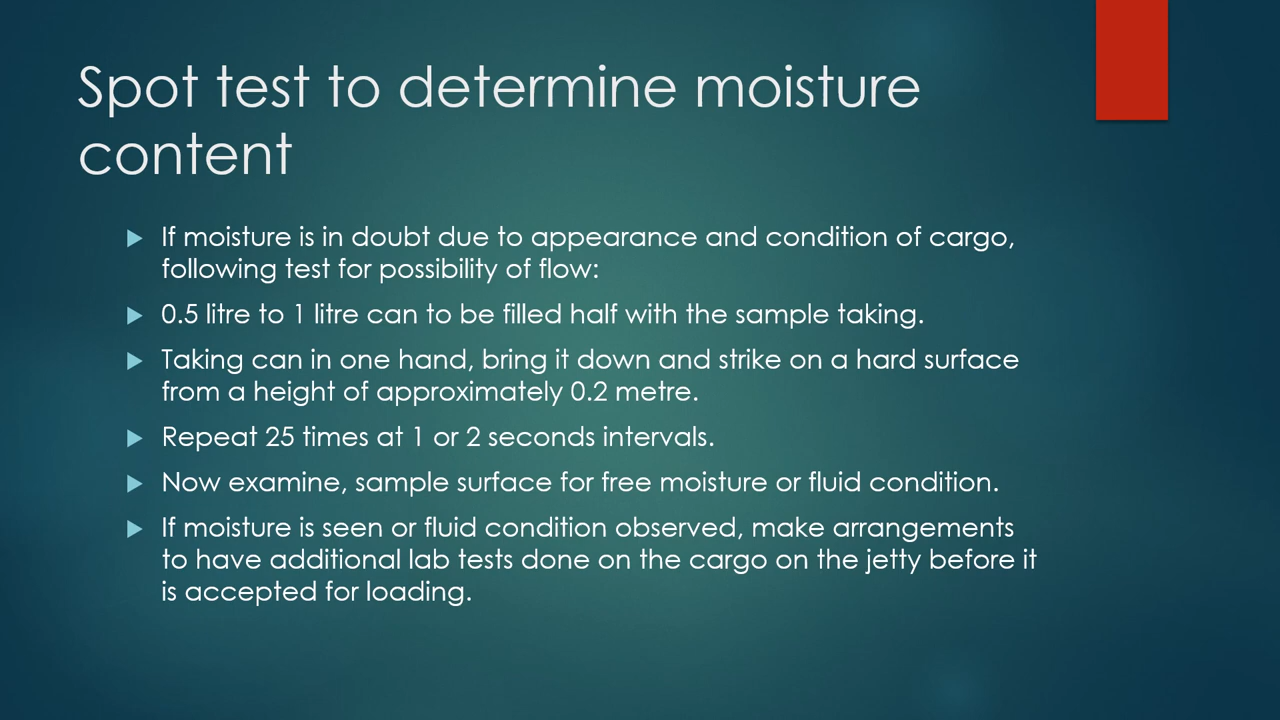 Spot test to determine moisture
content
If moisture is in doubt due to appearance and condition of cargo,
following test for possibility of flow:
0.5 litre to 1 litre can to be filled half with the sample taking.
Taking can in one hand, bring it down and strike on a hard surface
from a height of approximately 0.2 metre.
Repeat 25 times at 1 or 2 seconds intervals.
Now examine, sample surface for free moisture or fluid condition.
If moisture is seen or fluid condition observed, make arrangements
to have additional lab tests done on the cargo on the jetty before it
is accepted for loading.